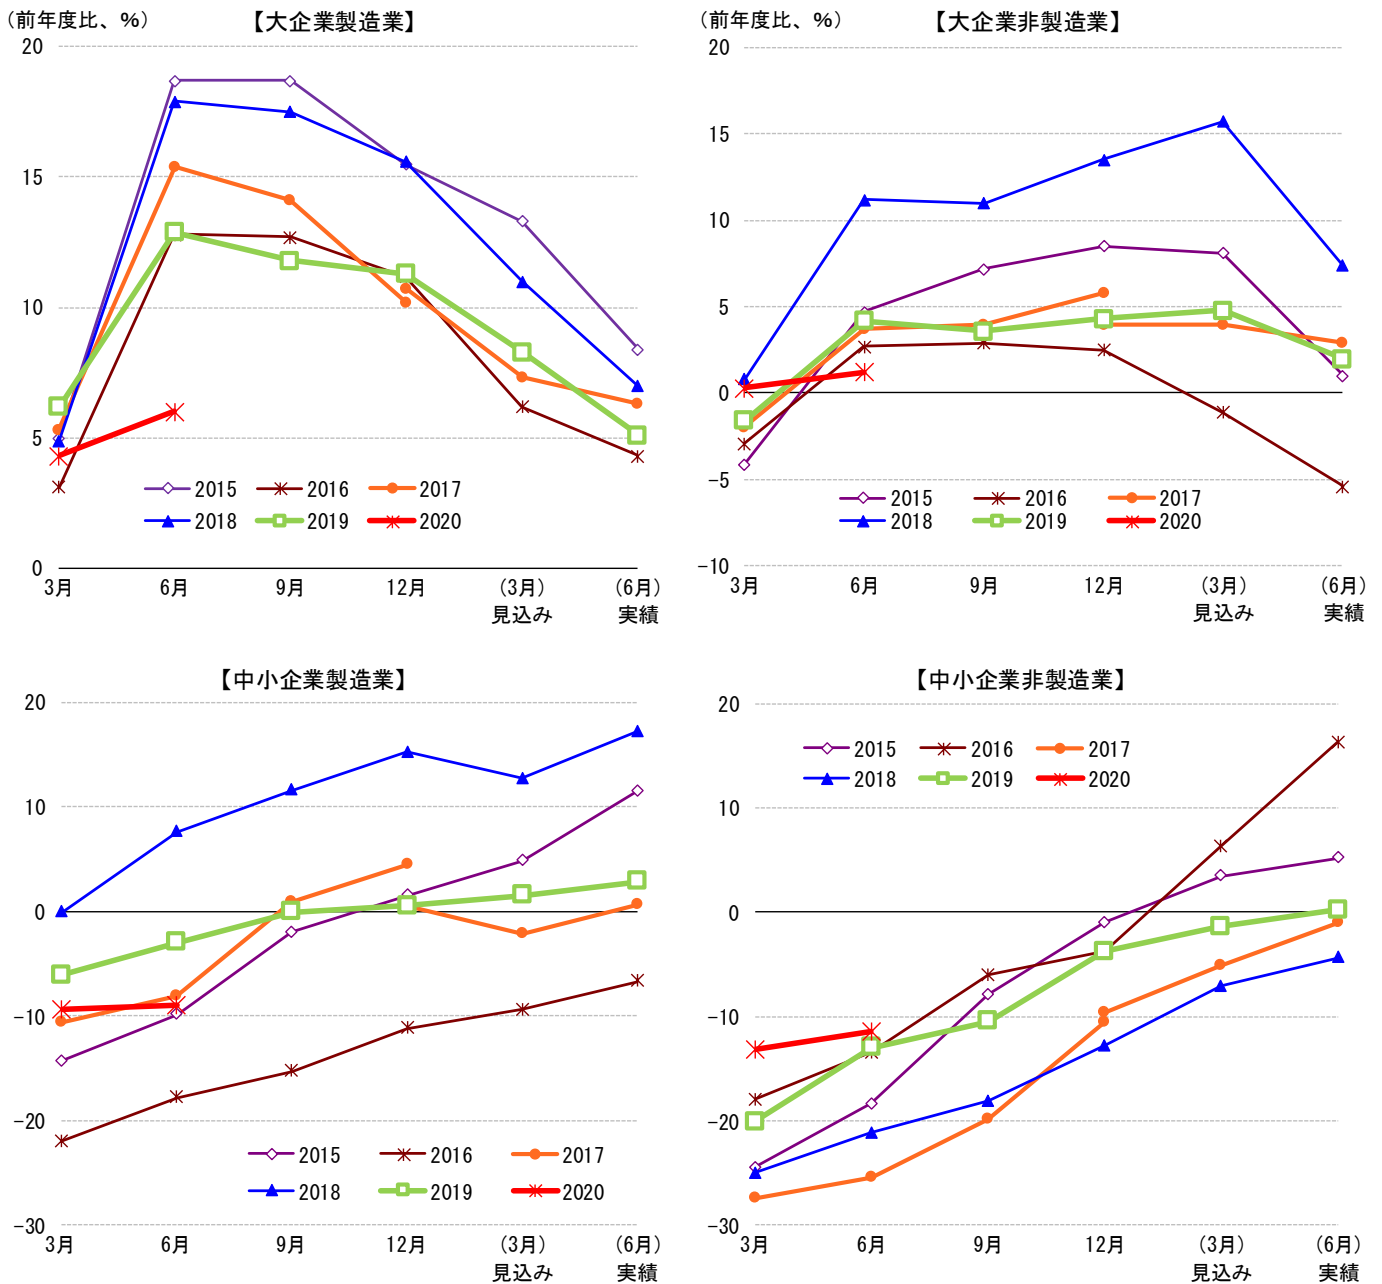 （前年度比、%）
【大企業製造業】
20
15
10
5
0
2015
2016
2017
2018
2019
2020
3月
6月
9月
12月
（3月）
見込み
（6月）
実績
（前年度比、%）
【大企業非製造業】
20
15
10
5
0
-5
-10
2015
2016
2017
2018
2019
2020
3月
6月
9月
12月
（3月）
見込み
（6月）
実績
【中小企業製造業】
20
10
0
-10
-20
-30
2015
2016
2017
2018
2019
2020
3月
6月
9月
12月
（3月）
見込み
（6月）
実績
【中小企業非製造業】
20
10
0
-10
-20
-30
2015
2016
2017
2018
2019
2020
3月
6月
9月
12月
（3月）
見込み
（6月）
実績